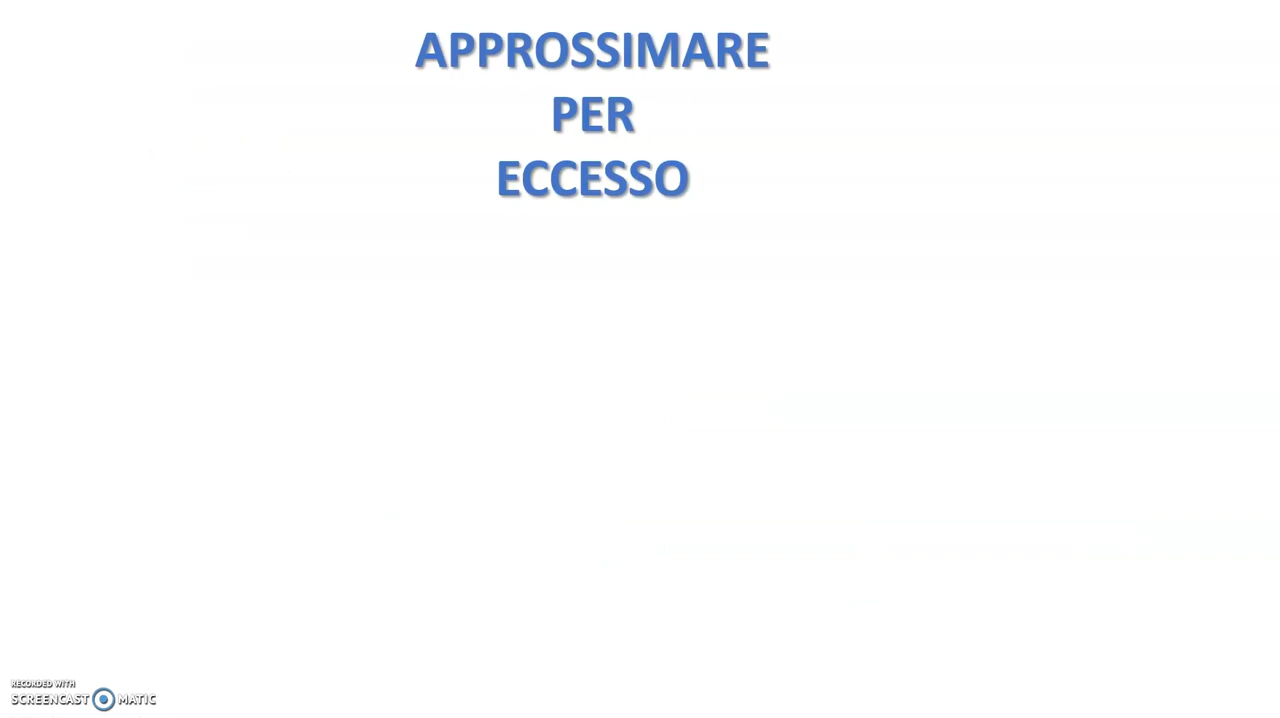 APPROSSIMARE
PER
ECCESSO
RECORDED WITH
SCREENCAST MATIC